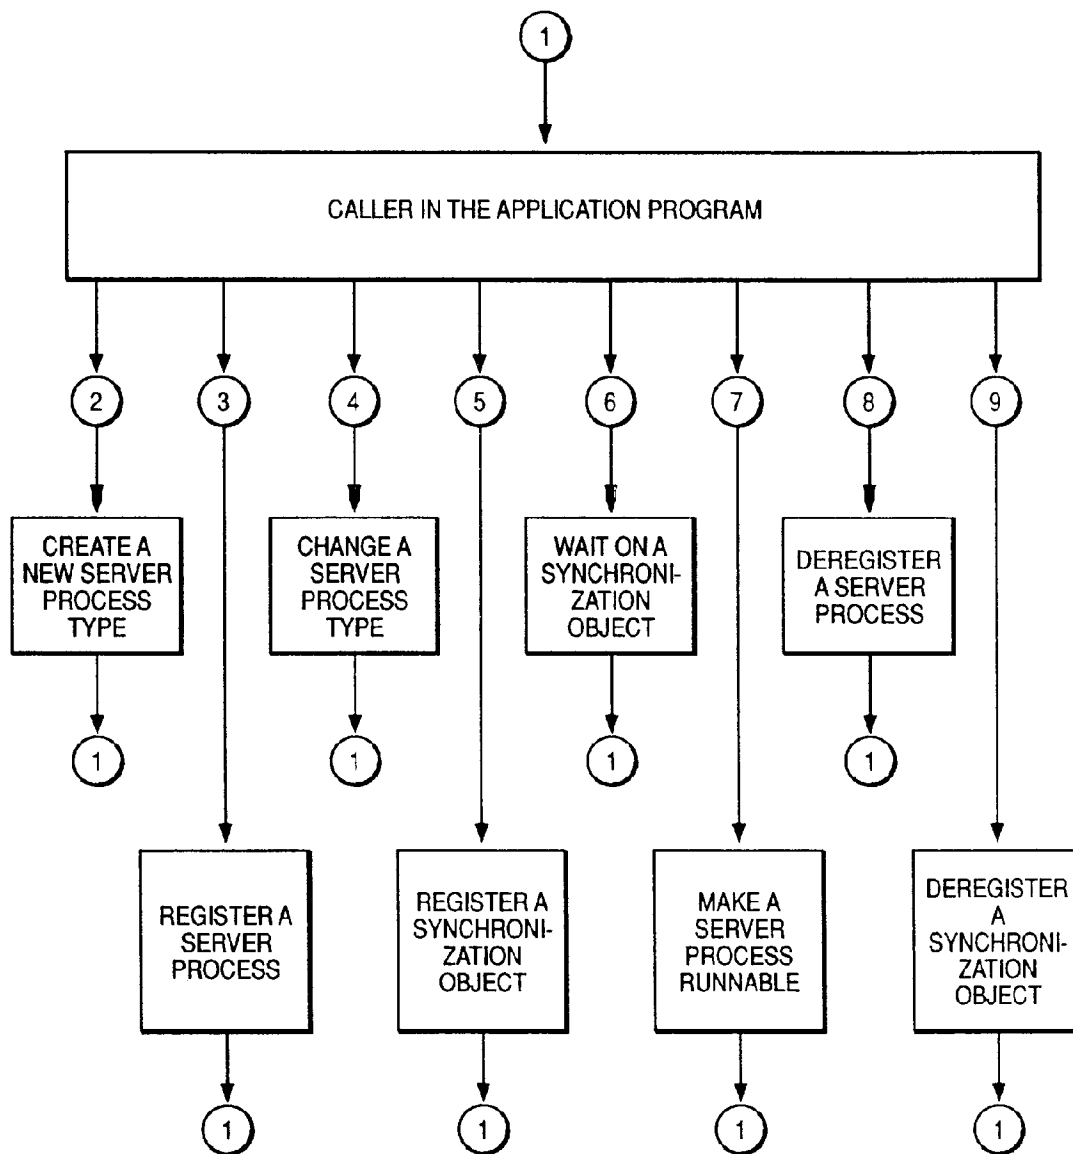 1
CALLER IN THE APPLICATION PROGRAM
2 3 4 5 6 7 8 9
CREATE A
NEW SERVER
PROCESS
TYPE
CHANGE A
SERVER
PROCESS
TYPE
WAIT ON A
SYNCHRONI-
ZATION
OBJECT
DEREGISTER
A SERVER
PROCESS
1 1 1 1
REGISTER A
SERVER
PROCESS
REGISTER A
SYNCHRONI-
ZATION
OBJECT
MAKE A
SERVER
PROCESS
RUNNABLE
DEREGISTER
A
SYNCHRONI-
ZATION
OBJECT
1 1 1 1